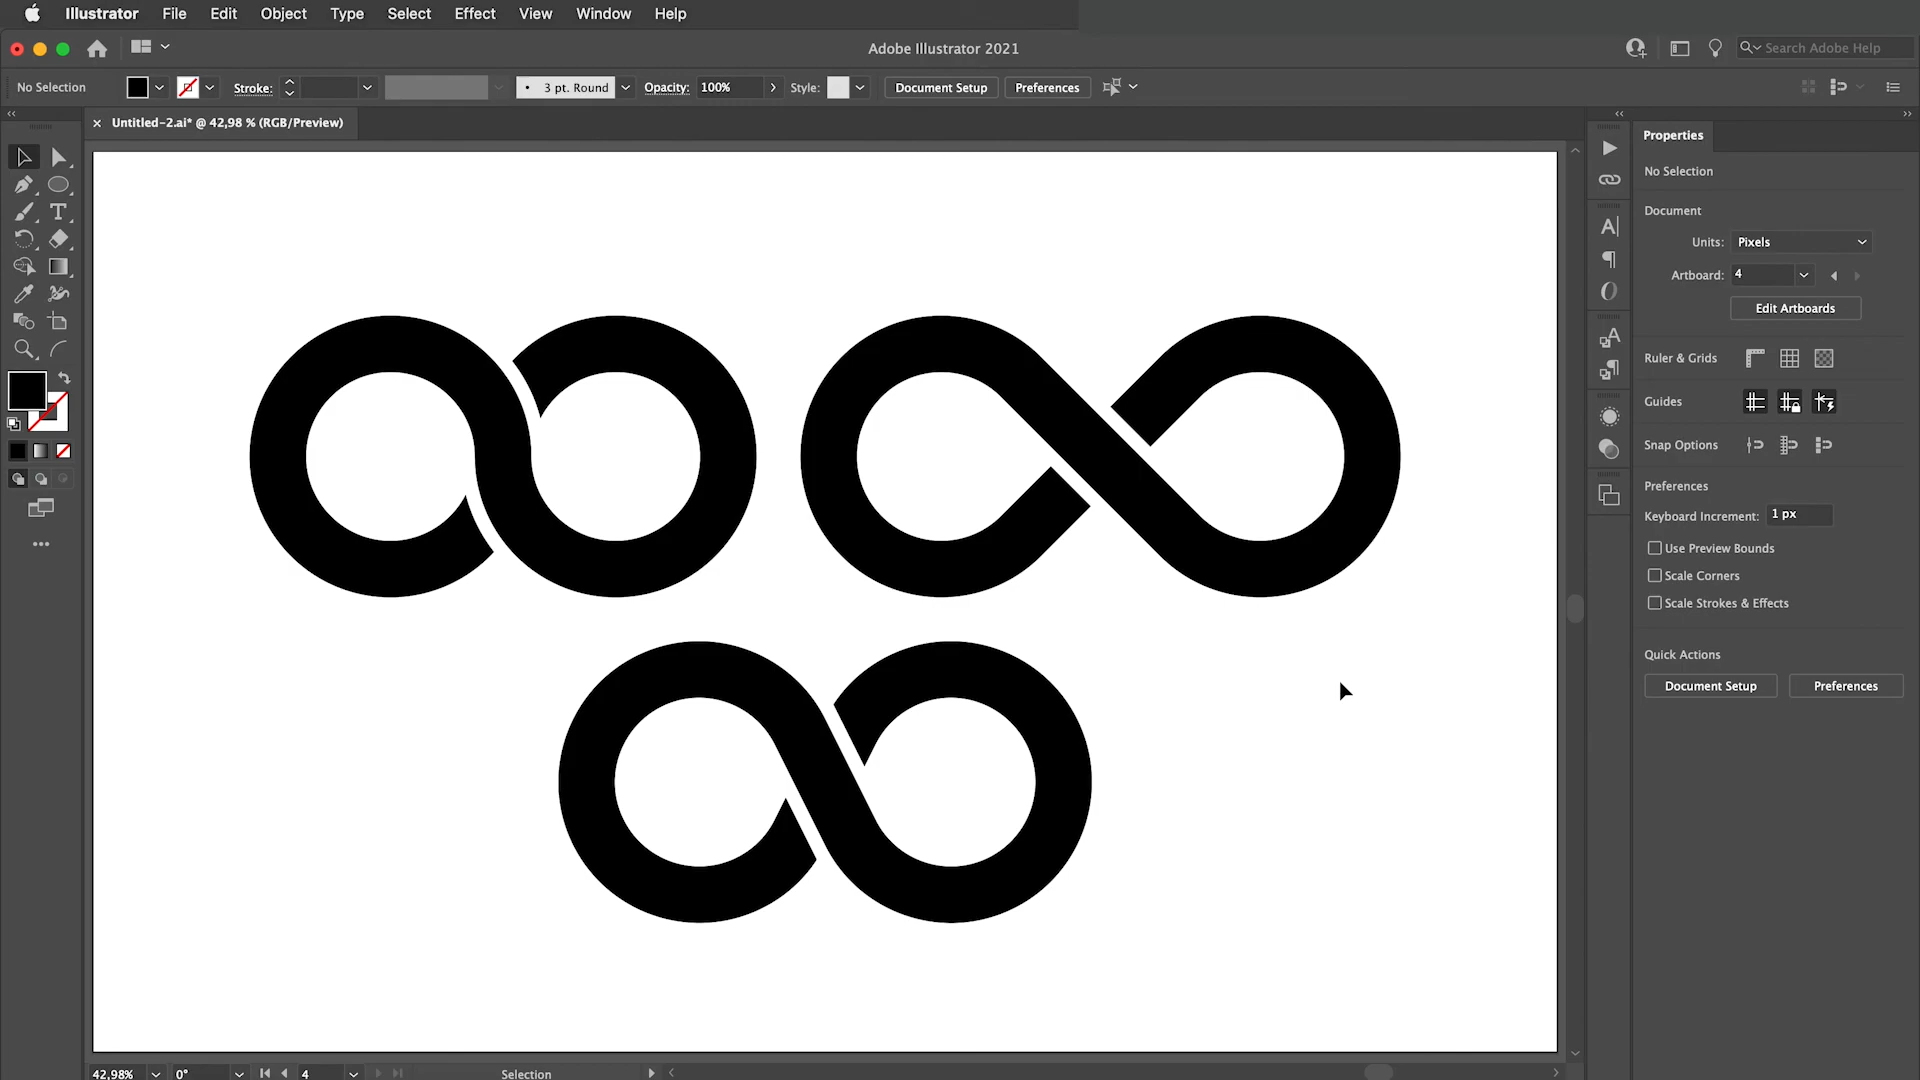 Illustrator File Edit Object Type Select Effect View Window Help
Adobe Illustrator 2021
Search Adobe Help
No Selection Stroke: 3 pt. Round Opacity: 100% Style: Document Setup Preferences
Untitled-2.ai* @ 42,98 % (RGB/Preview)
Properties
No Selection
Document
Units: Pixels
Artboard: 4
Edit Artboards
Ruler & Grids
Guides
Snap Options
Preferences
Keyboard Increment: 1 px
Use Preview Bounds
Scale Corners
Scale Strokes & Effects
Quick Actions
Document Setup Preferences
42,98% 0° 4 Selection